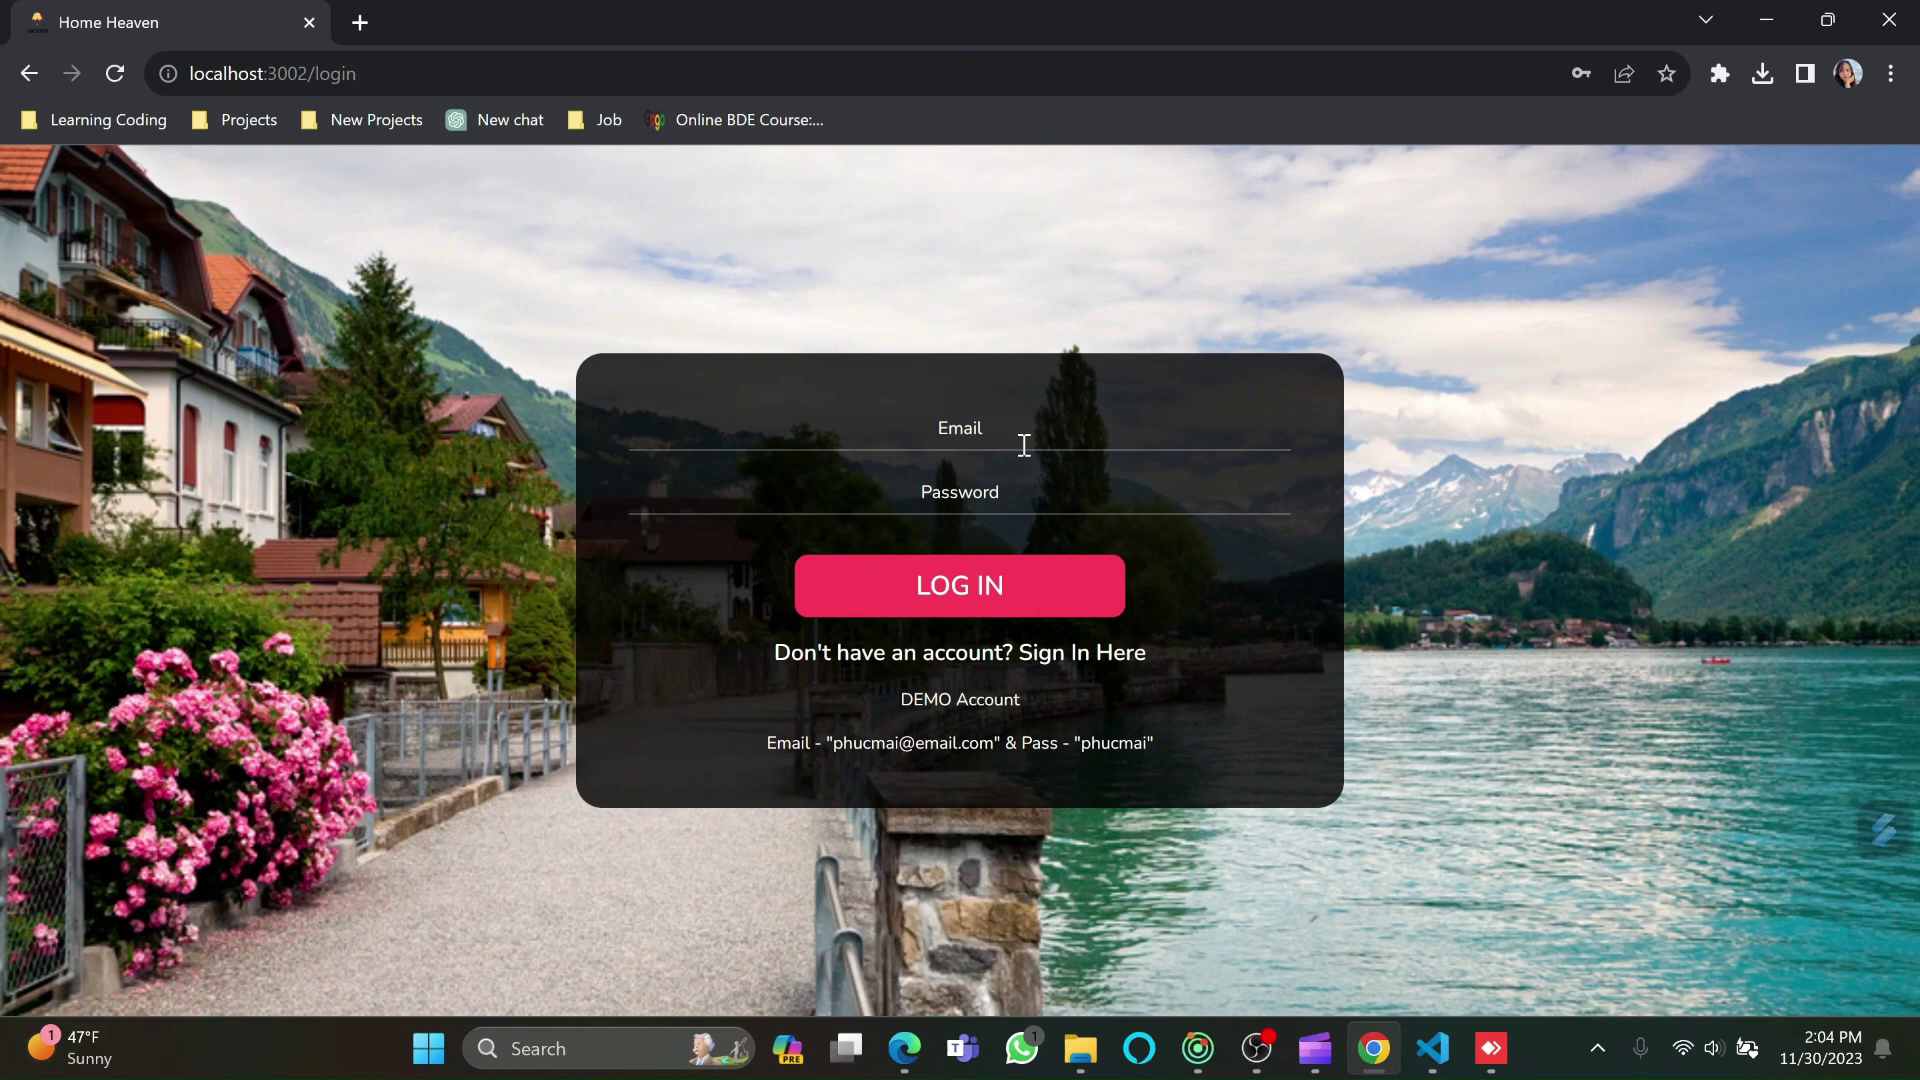 Home Heaven
localhost:3002/login
Learning Coding
Projects
New Projects
New chat
Job
Online BDE Course:...
Email
Password
LOG IN
Don't have an account? Sign In Here
DEMO Account
Email - "phucmai@email.com" & Pass - "phucmai"
1
47°F
Sunny
Search
PRE
T
1
2:04 PM
11/30/2023